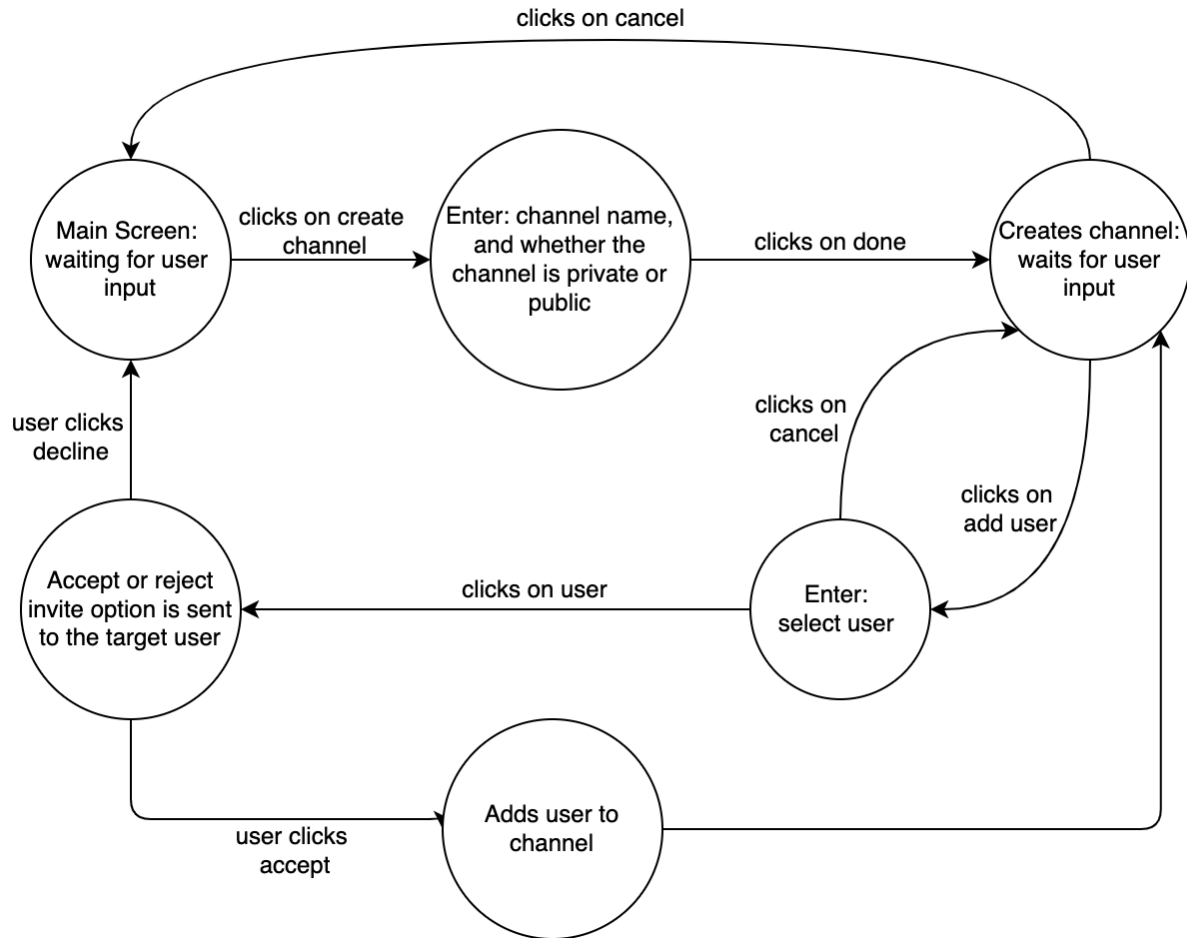 clicks on cancel
Main Screen:
waiting for user
input
clicks on create
channel
Enter: channel name,
and whether the
channel is private or
public
clicks on done
Creates channel:
waits for user
input
user clicks
decline
clicks on
cancel
clicks on
add user
Accept or reject
invite option is sent
to the target user
clicks on user
Enter:
select user
user clicks
accept
Adds user to
channel